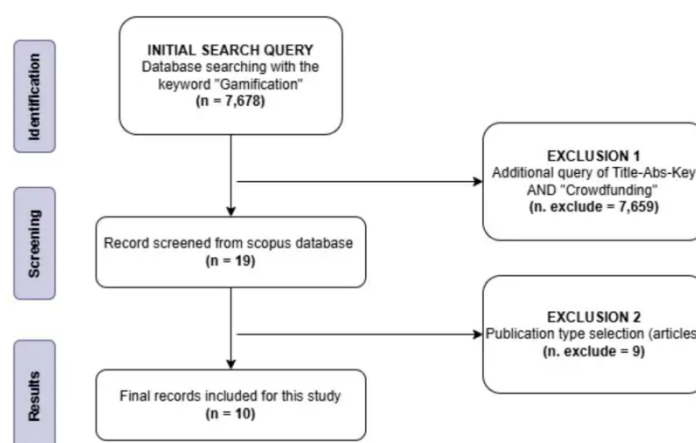 Identification
INITIAL SEARCH QUERY
Database searching with the
keyword "Gamification"
(n = 7,678)
EXCLUSION 1
Additional query of Title-Abs-Key
AND "Crowdfunding"
(n. exclude = 7,659)
Screening
Record screened from scopus database
(n = 19)
EXCLUSION 2
Publication type selection (articles
(n. exclude = 9)
Results
Final records included for this study
(n = 10)